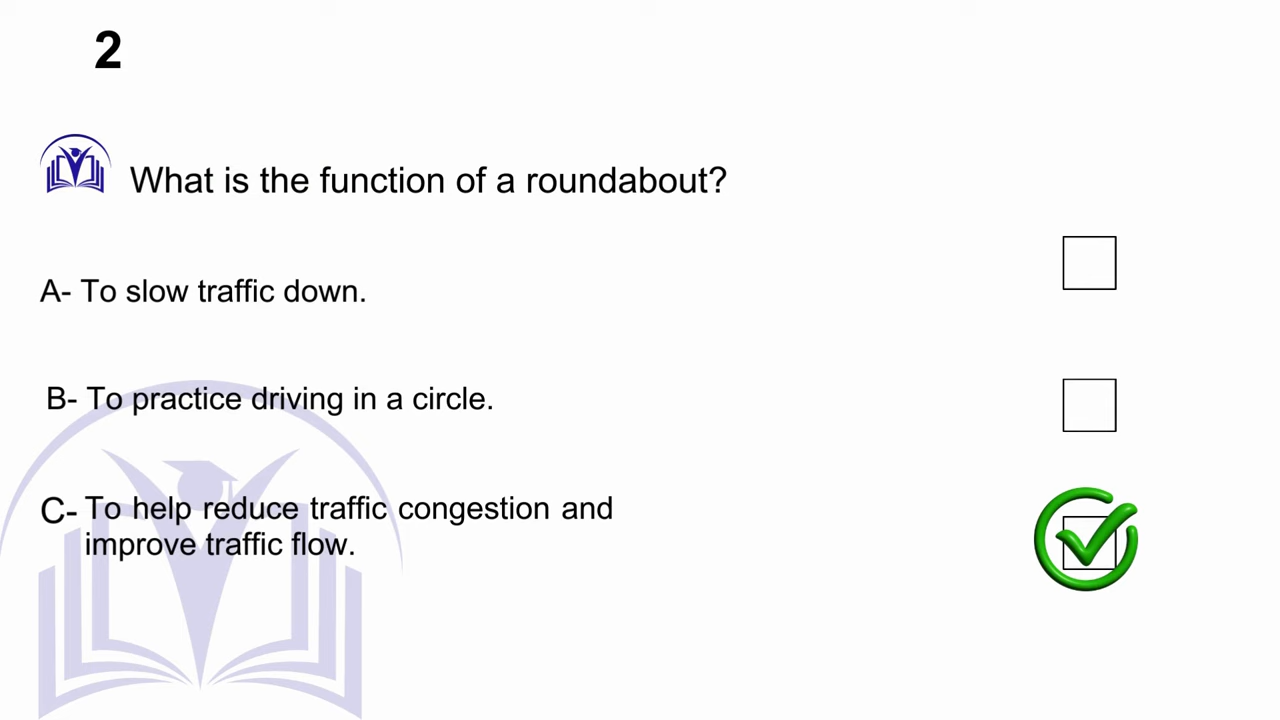 2
What is the function of a roundabout?
A- To slow traffic down.
B- To practice driving in a circle.
C- To help reduce traffic congestion and
improve traffic flow.